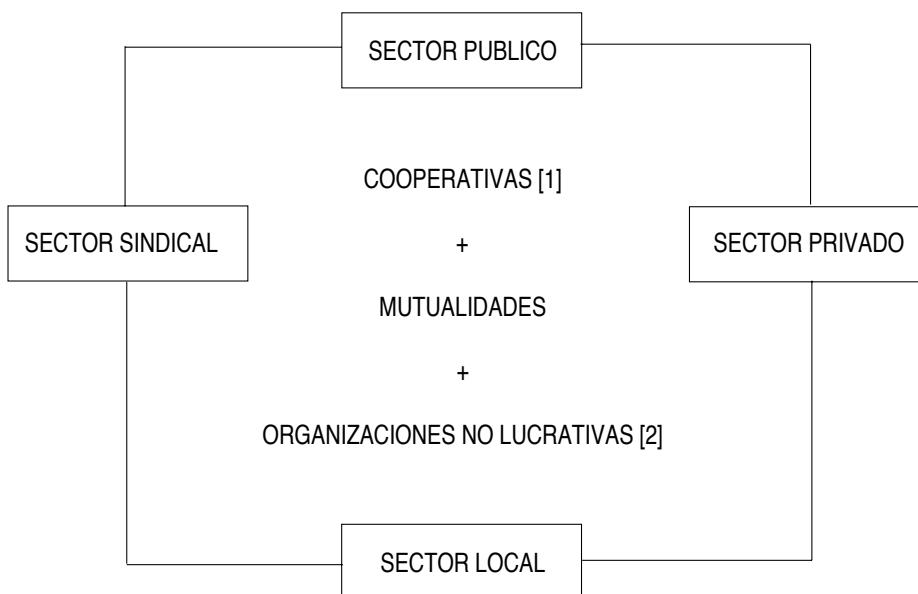 SECTOR PUBLICO
COOPERATIVAS [1]
SECTOR SINDICAL
+
SECTOR PRIVADO
MUTUALIDADES
+
ORGANIZACIONES NO LUCRATIVAS [2]
SECTOR LOCAL